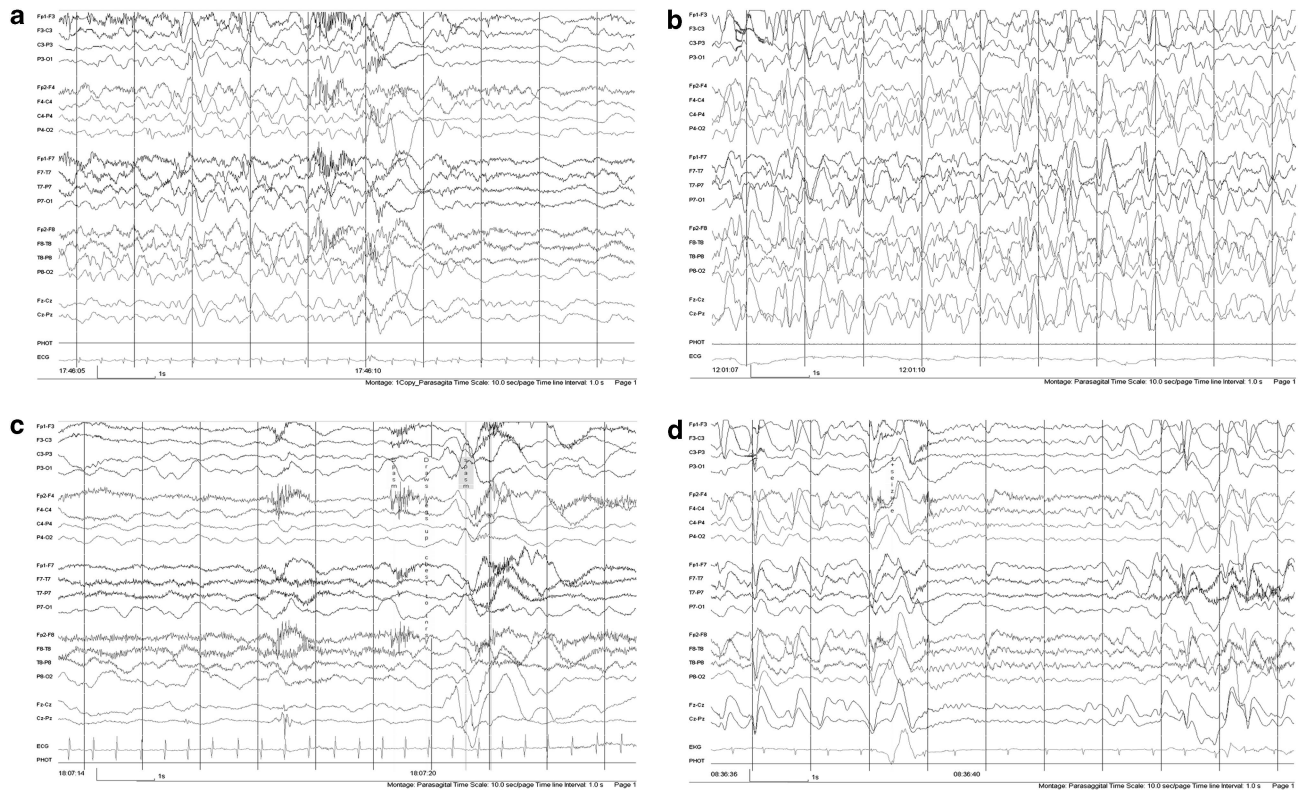 a
Fp1-F3
F3-C3
C3-P3
P3-O1
Fp2-F4
F4-C4
C4-P4
P4-O2
Fp1-F7
F7-T7
T7-P7
P7-O1
Fp2-F8
F8-T8
T8-P8
P8-O2
Fz-Cz
Cz-Pz
PHOT
ECG
17:46:05
17:46:10
1s
Montage: 1Copy_Parasagital Time Scale: 10.0 sec/page Time line Interval: 1.0 s Page 1
b
Fp1-F3
F3-C3
C3-P3
P3-O1
Fp2-F4
F4-C4
C4-P4
P4-O2
Fp1-F7
F7-T7
T7-P7
P7-O1
Fp2-F8
F8-T8
T8-P8
P8-O2
Fz-Cz
Cz-Pz
PHOT
ECG
12:01:07
12:01:10
1s
Montage: Parasagital Time Scale: 10.0 sec/page Time line Interval: 1.0 s Page 1
c
Fp1-F3
F3-C3
C3-P3
P3-O1
Fp2-F4
F4-C4
C4-P4
P4-O2
Fp1-F7
F7-T7
T7-P7
P7-O1
Fp2-F8
F8-T8
T8-P8
P8-O2
Fz-Cz
Cz-Pz
ECG
PHOT
spasm
18:07:14
18:07:20
1s
Montage: Parasagital Time Scale: 10.0 sec/page Time line Interval: 1.0 s Page 1
d
Fp1-F3
F3-C3
C3-P3
P3-O1
Fp2-F4
F4-C4
C4-P4
P4-O2
Fp1-F7
F7-T7
T7-P7
P7-O1
Fp2-F8
F8-T8
T8-P8
P8-O2
Fz-Cz
Cz-Pz
EKG
PHOT
08:36:36
08:36:40
1s
Montage: Parasaggital Time Scale: 10.0 sec/page Time line Interval: 1.0 s Page 1